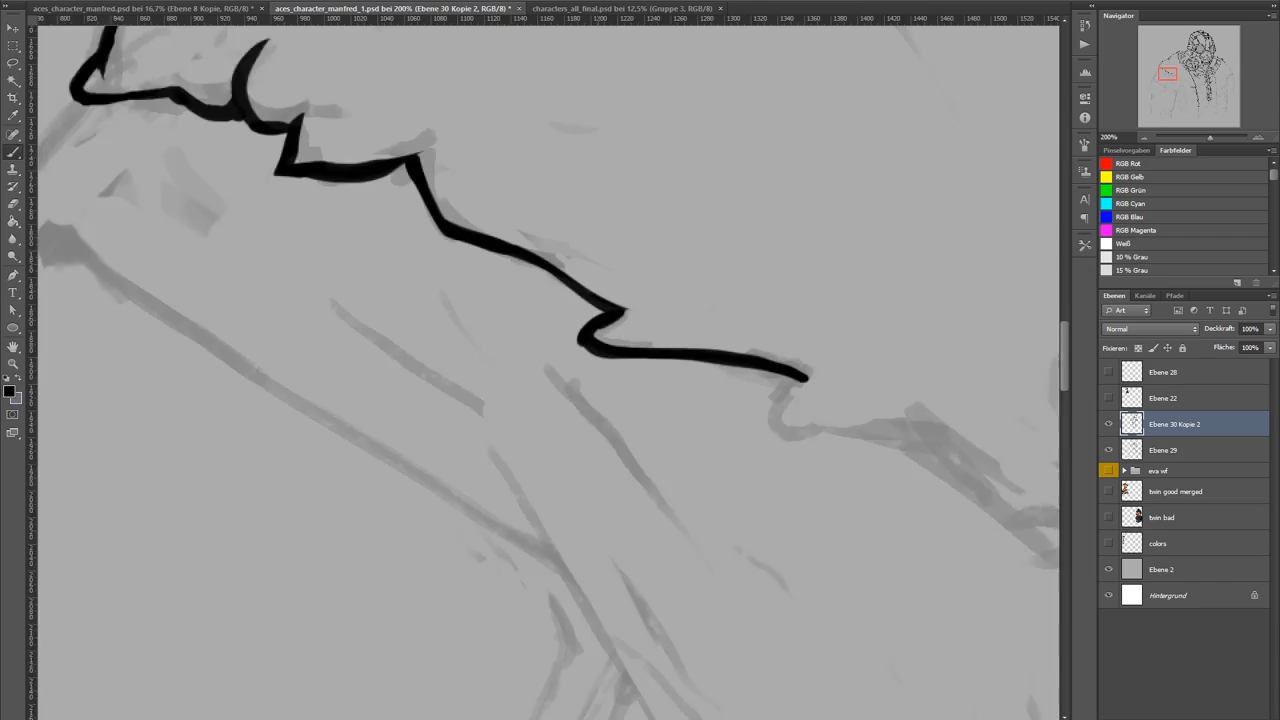 aces_character_manfred.psd bei 16,7% (Ebene 8 Kopie, RGB/8) *
aces_character_manfred_1.psd bei 200% (Ebene 30 Kopie 2, RGB/8) *
characters_all_final.psd bei 12,5% (Gruppe 3, RGB/8)
Navigator
200%
Pinselvorgaben
Farbfelder
RGB Rot
RGB Gelb
RGB Grün
RGB Cyan
RGB Blau
RGB Magenta
Weiß
10 % Grau
15 % Grau
Ebenen
Kanäle
Pfade
Art
Normal
Deckkraft: 100%
Fixieren:
Fläche: 100%
Ebene 28
Ebene 22
Ebene 30 Kopie 2
Ebene 29
eva wf
twin good merged
twin bad
colors
Ebene 2
Hintergrund